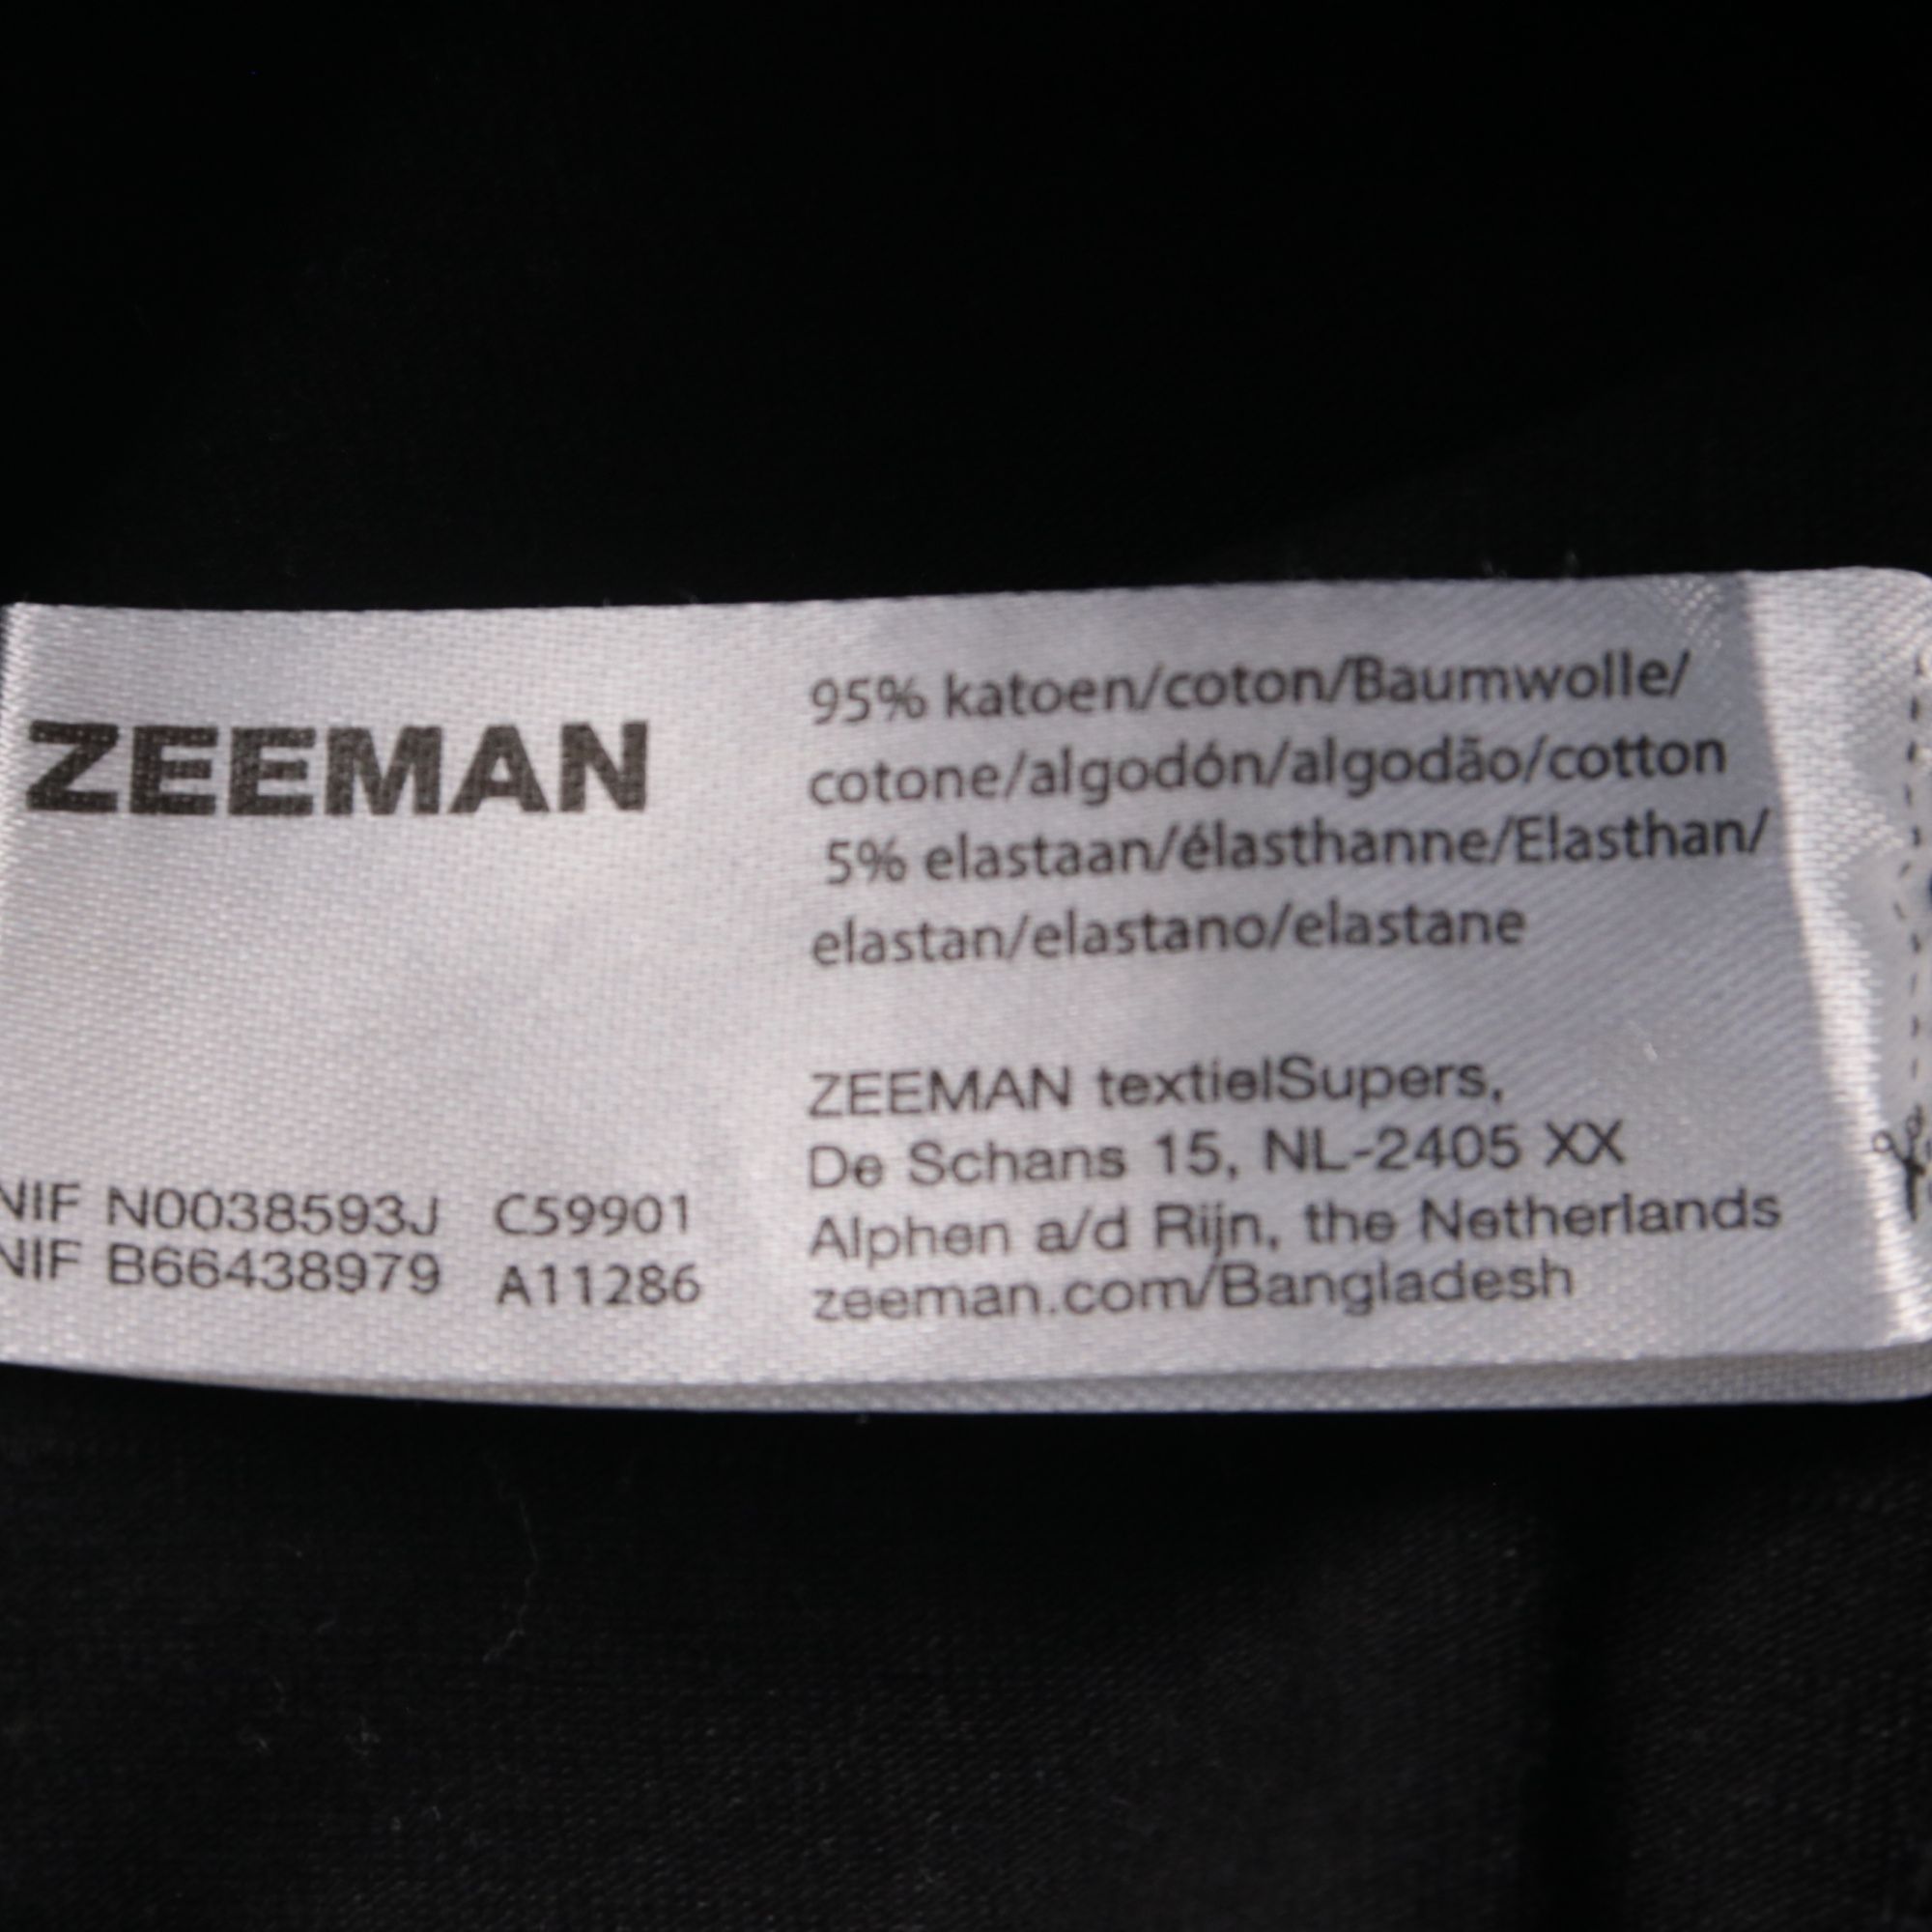 ZEEMAN
95% katoen/coton/Baumwolle/
cotone/algodón/algodão/cotton
5% elastaan/élasthanne/Elasthan/
elastan/elastano/elastane
ZEEMAN textielSupers,
De Schans 15, NL-2405 XX
Alphen a/d Rijn, the Netherlands
zeeman.com/Bangladesh
NIF N0038593J C59901
NIF B66438979 A11286